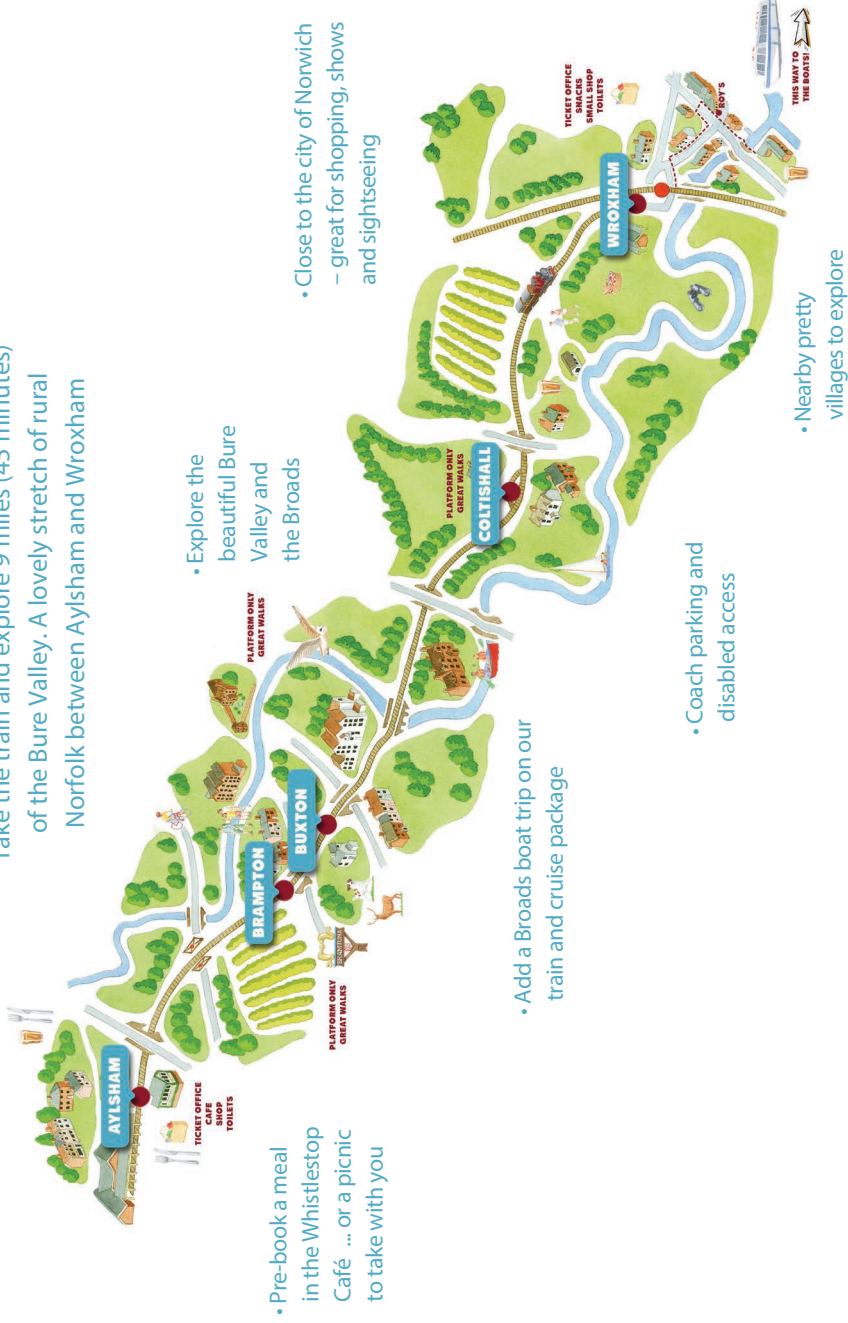 Take the train and explore 9 miles (45 minutes)
of the Bure Valley. A lovely stretch of rural
Norfolk between Aylsham and Wroxham
• Explore the
beautiful Bure
Valley and
the Broads
• Close to the city of Norwich
– great for shopping, shows
and sightseeing
AYLSHAM
TICKET OFFICE
CAFE
SHOP
TOILETS
BRAMPTON
PLATFORM ONLY
GREAT WALKS
BUXTON
PLATFORM ONLY
GREAT WALKS
COLTISHALL
PLATFORM ONLY
GREAT WALKS
WROXHAM
TICKET OFFICE
SNACKS
SMALL SHOP
TOILETS
ROY'S
THIS WAY TO
THE BOATS!
• Pre-book a meal
in the Whistlestop
Café ... or a picnic
to take with you
• Add a Broads boat trip on our
train and cruise package
• Coach parking and
disabled access
• Nearby pretty
villages to explore